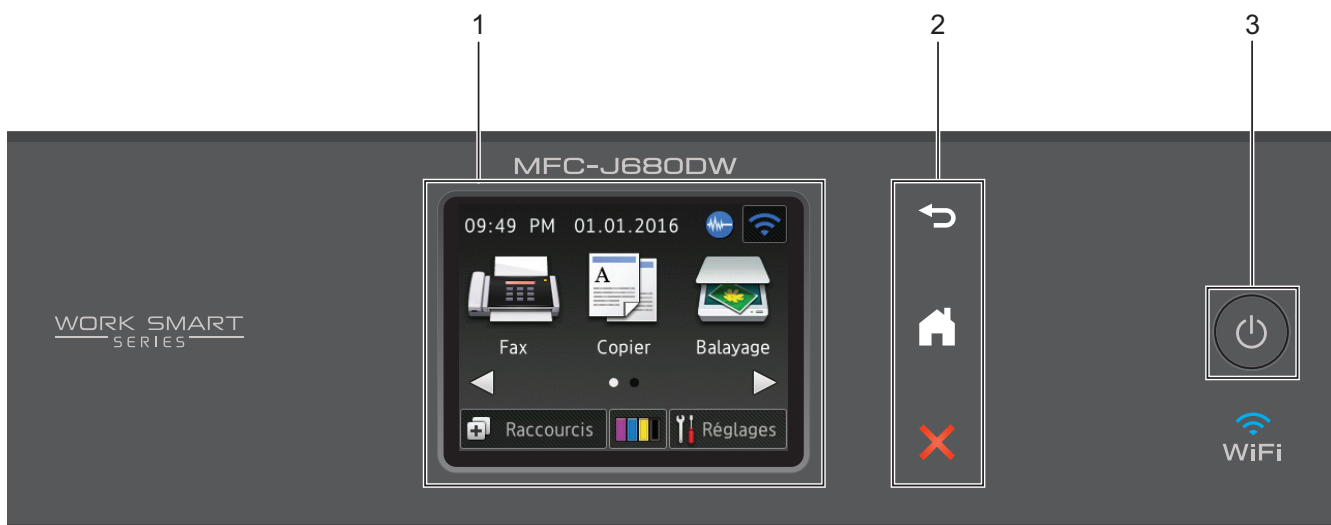 1 2 3
MFC-J680DW
09:49 PM 01.01.2016
A
WORK SMART
SERIES
Fax Copier Balayage
Raccourcis Réglages
WiFi